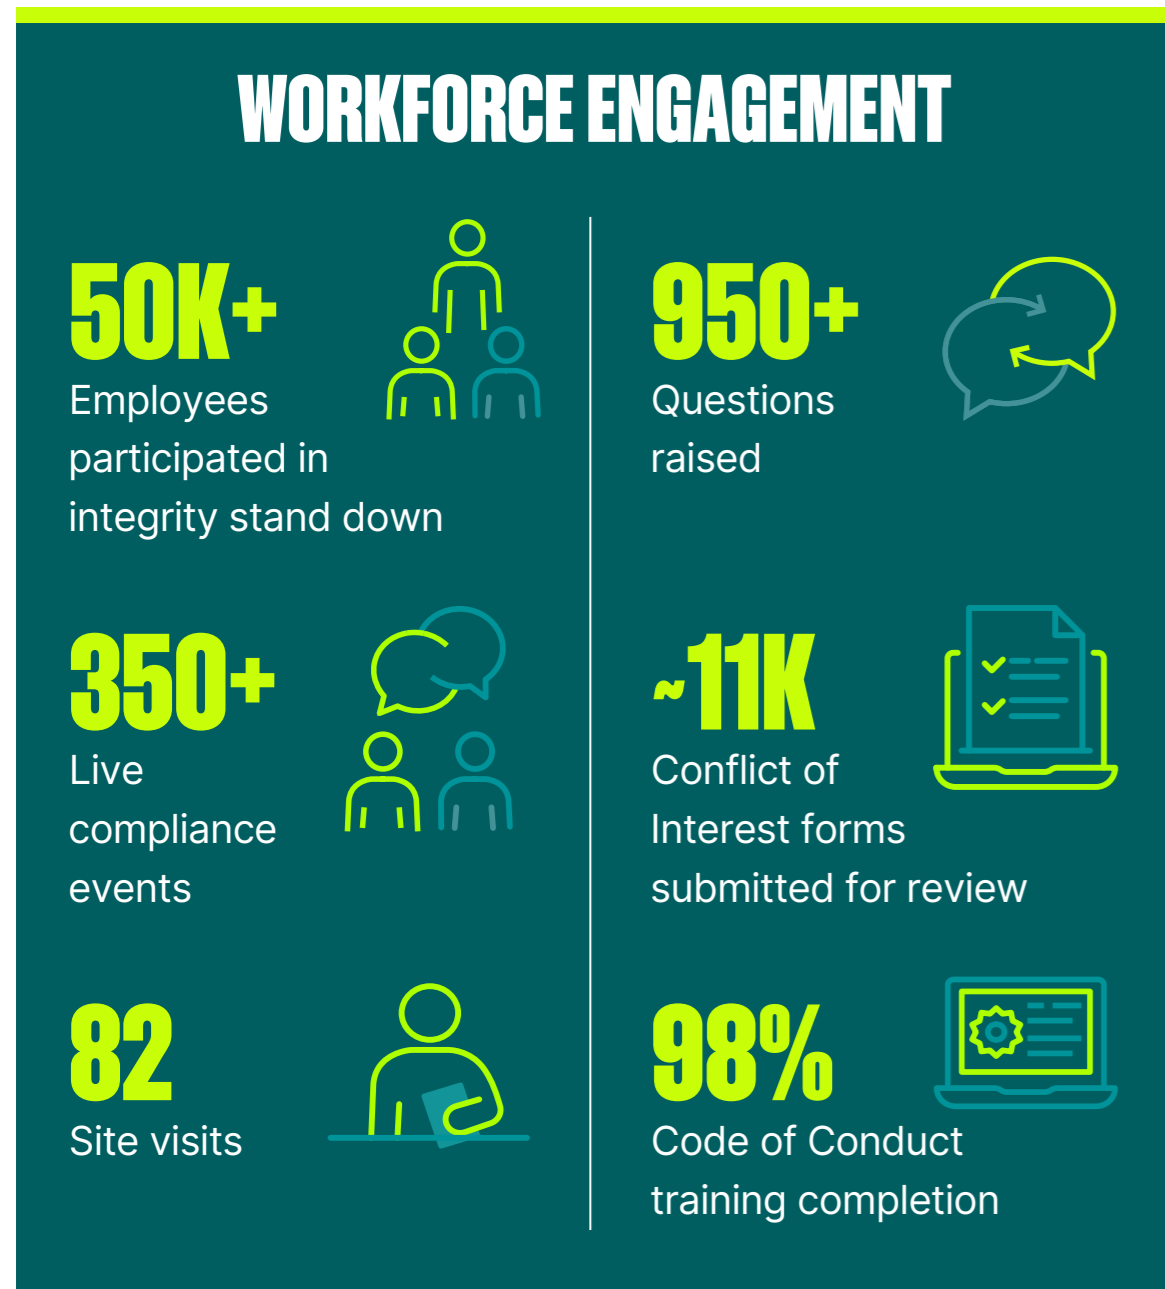 WORKFORCE ENGAGEMENT
50K+
Employees
participated in
integrity stand down
350+
Live
compliance
events
82
Site visits
950+
Questions
raised
~11K
Conflict of
Interest forms
submitted for review
98%
Code of Conduct
training completion